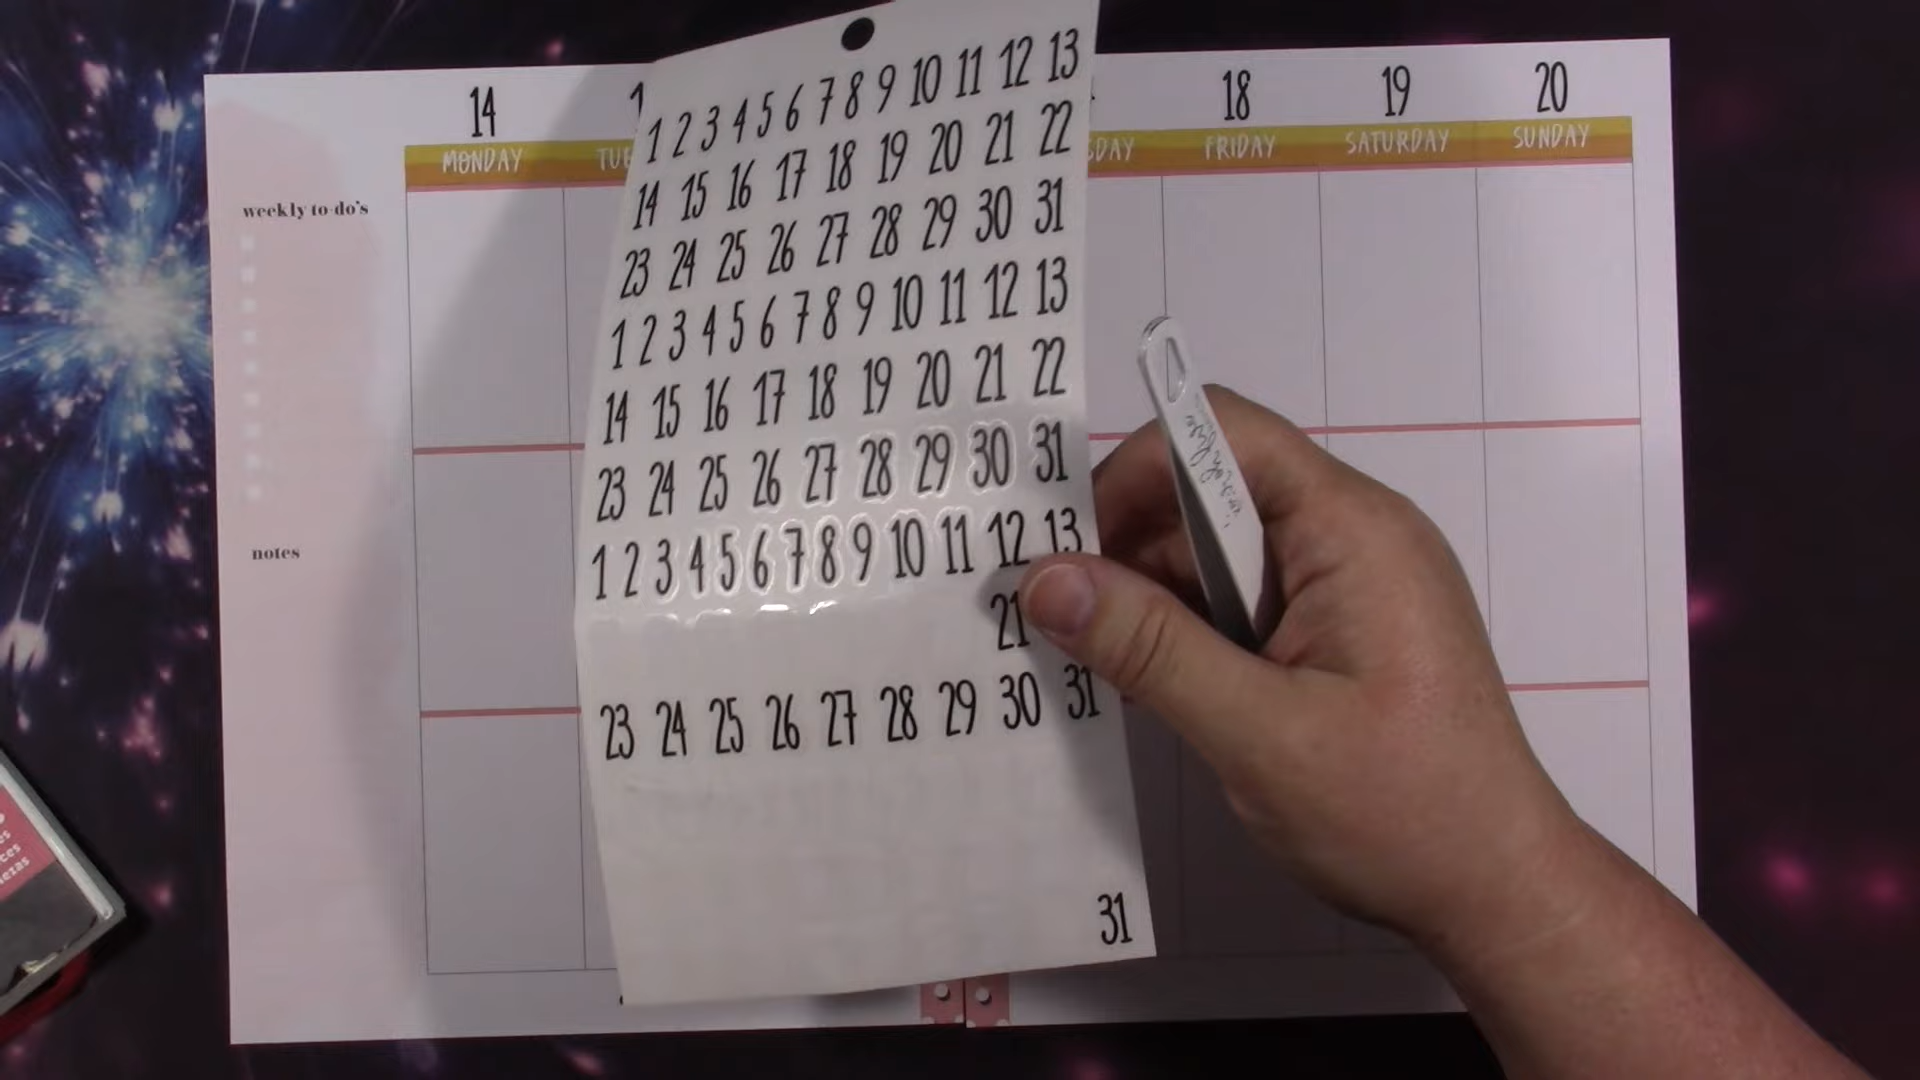 14 18 19 20
MONDAY TUE SDAY FRIDAY SATURDAY SUNDAY
weekly to-do's
notes
1 2 3 4 5 6 7 8 9 10 11 12 13
14 15 16 17 18 19 20 21 22
23 24 25 26 27 28 29 30 31
1 2 3 4 5 6 7 8 9 10 11 12 13
14 15 16 17 18 19 20 21 22
23 24 25 26 27 28 29 30 31
1 2 3 4 5 6 7 8 9 10 11 12 13
21
23 24 25 26 27 28 29 30 31
31